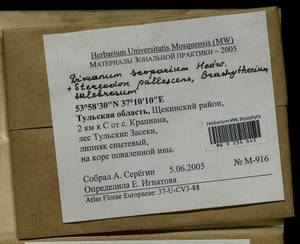 Herbarium Universitatis Mosquensis (MW)
МАТЕРИАЛЫ ЗОНАЛЬНОЙ ПРАКТИКИ – 2005
Dicranum scoparium Hedw.
+ Stereodon pallescens, Brachythecium
salebrosum
53°58'30"N 37°10'10"E
Тульская область, Щекинский район,
2 км к С от с. Крапивна,
лес Тульские Засеки,
липняк снытевый,
на коре поваленной ивы.
Herbarium MW, Bryophyta
№ M-916
Собрал А. Серёгин 5.06.2005
Определила Е. Игнатова
Atlas Florae Europaeae: 37-U-CV3-88